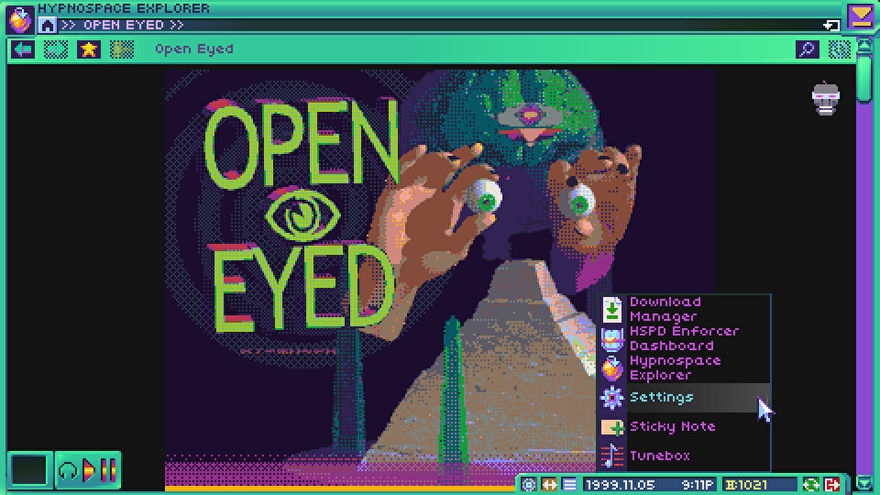 HYPNOSPACE EXPLORER
>> OPEN EYED >>
Open Eyed
OPEN
EYED
Download
Manager
HSPD Enforcer
Dashboard
Hypnospace
Explorer
Settings
Sticky Note
Tunebox
1999.11.05 9:11P 1021